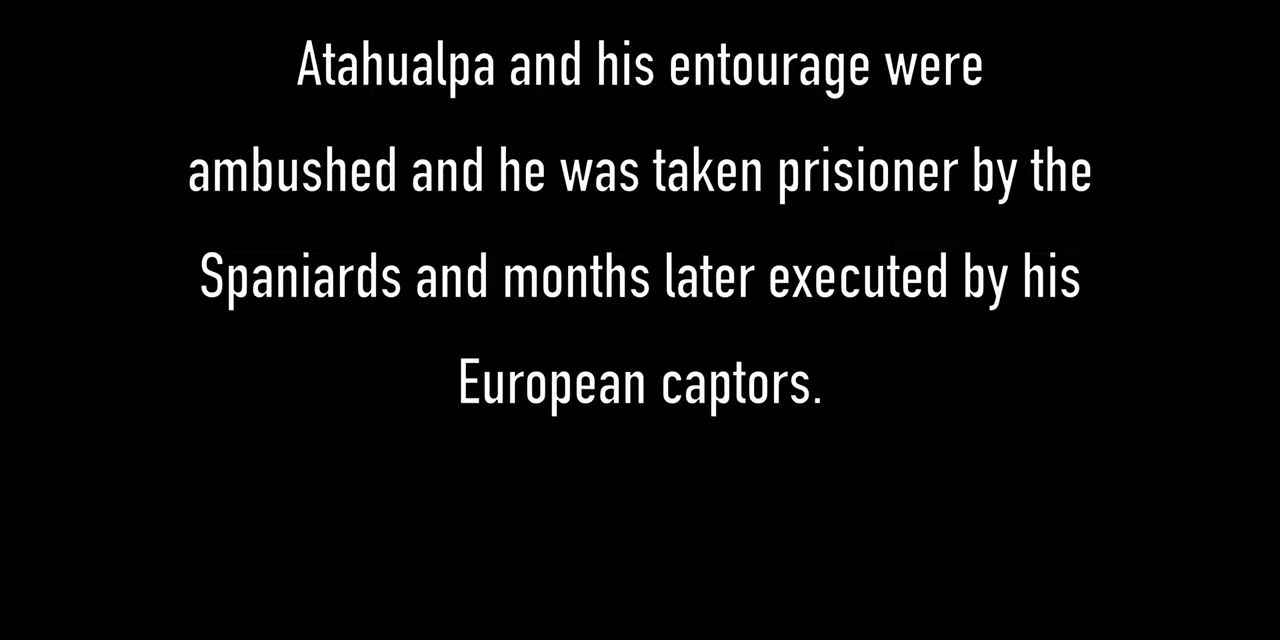 Atahualpa and his entourage were
ambushed and he was taken prisioner by the
Spaniards and months later executed by his
European captors.